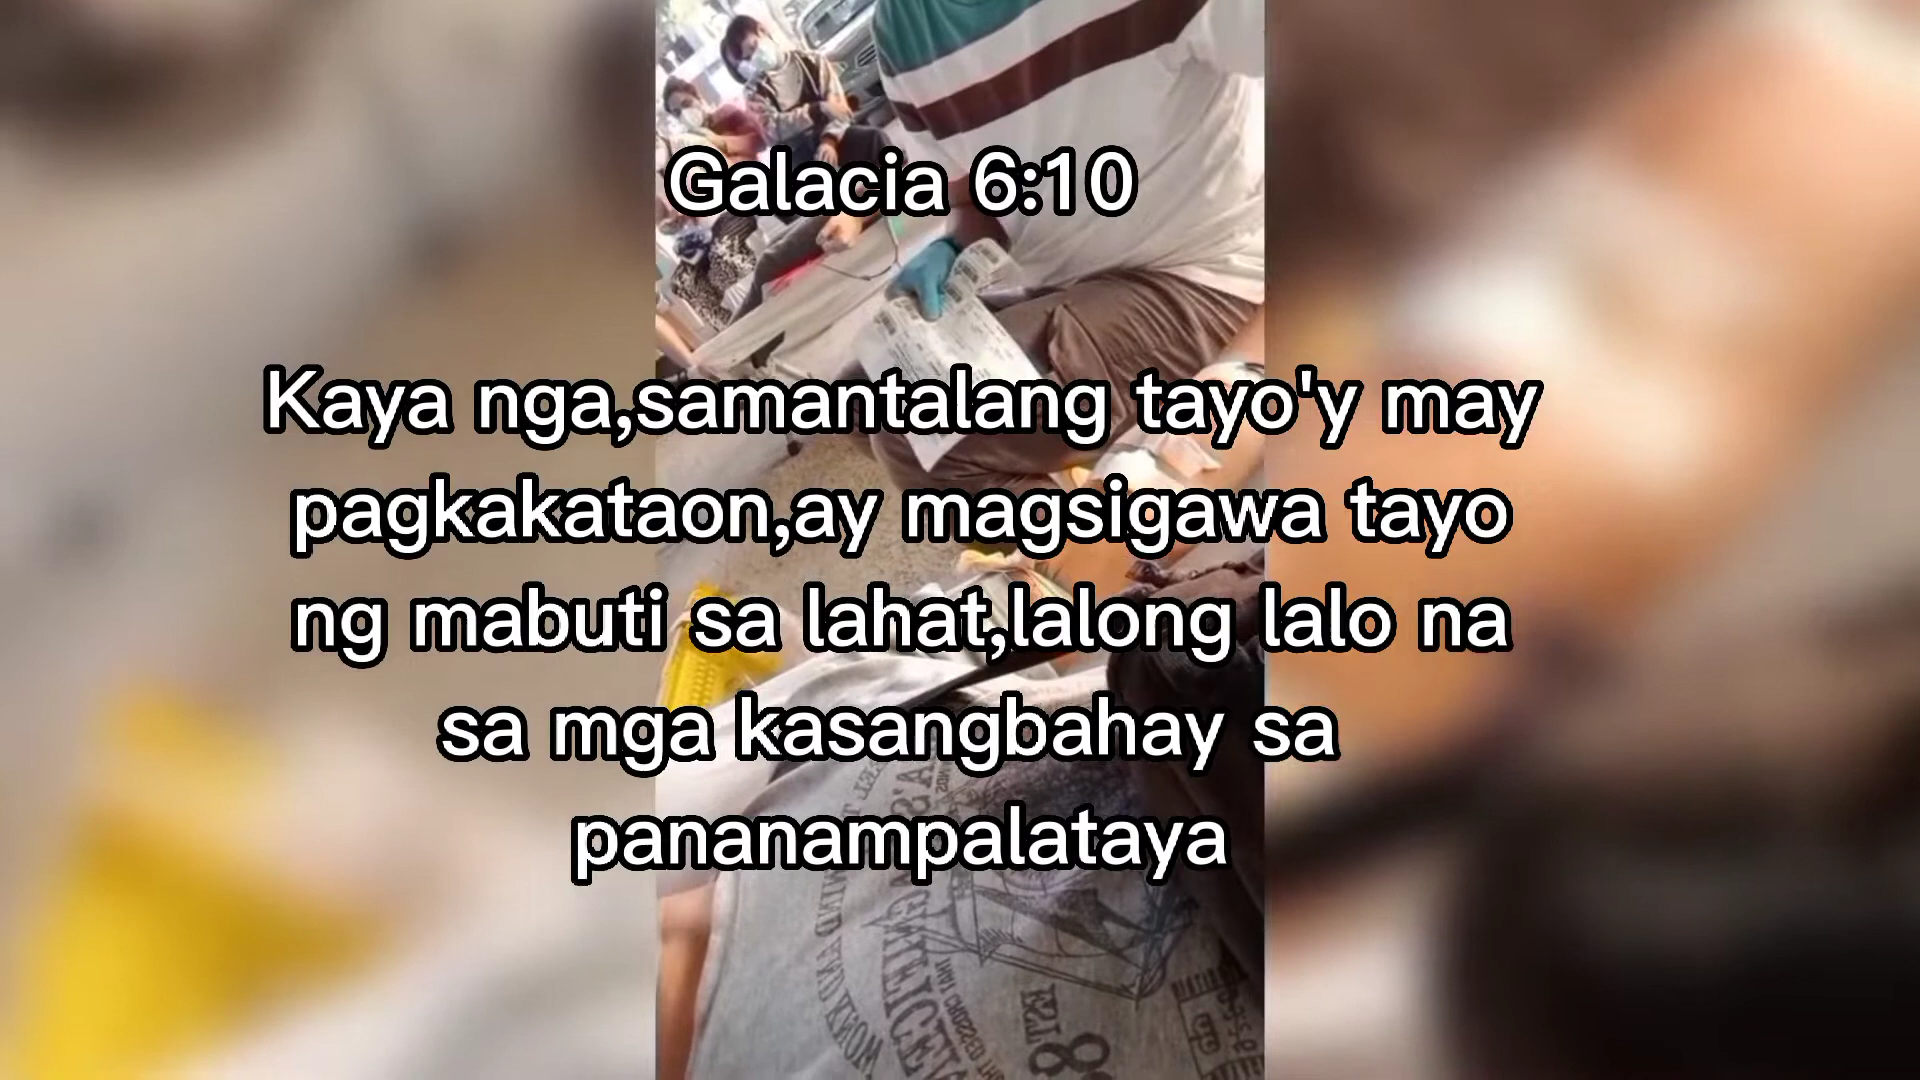 Galacia 6:10
Kaya nga,samantalang tayo'y may
pagkakataon,ay magsigawa tayo
ng mabuti sa lahat,lalong lalo na
sa mga kasangbahay sa
pananampalataya